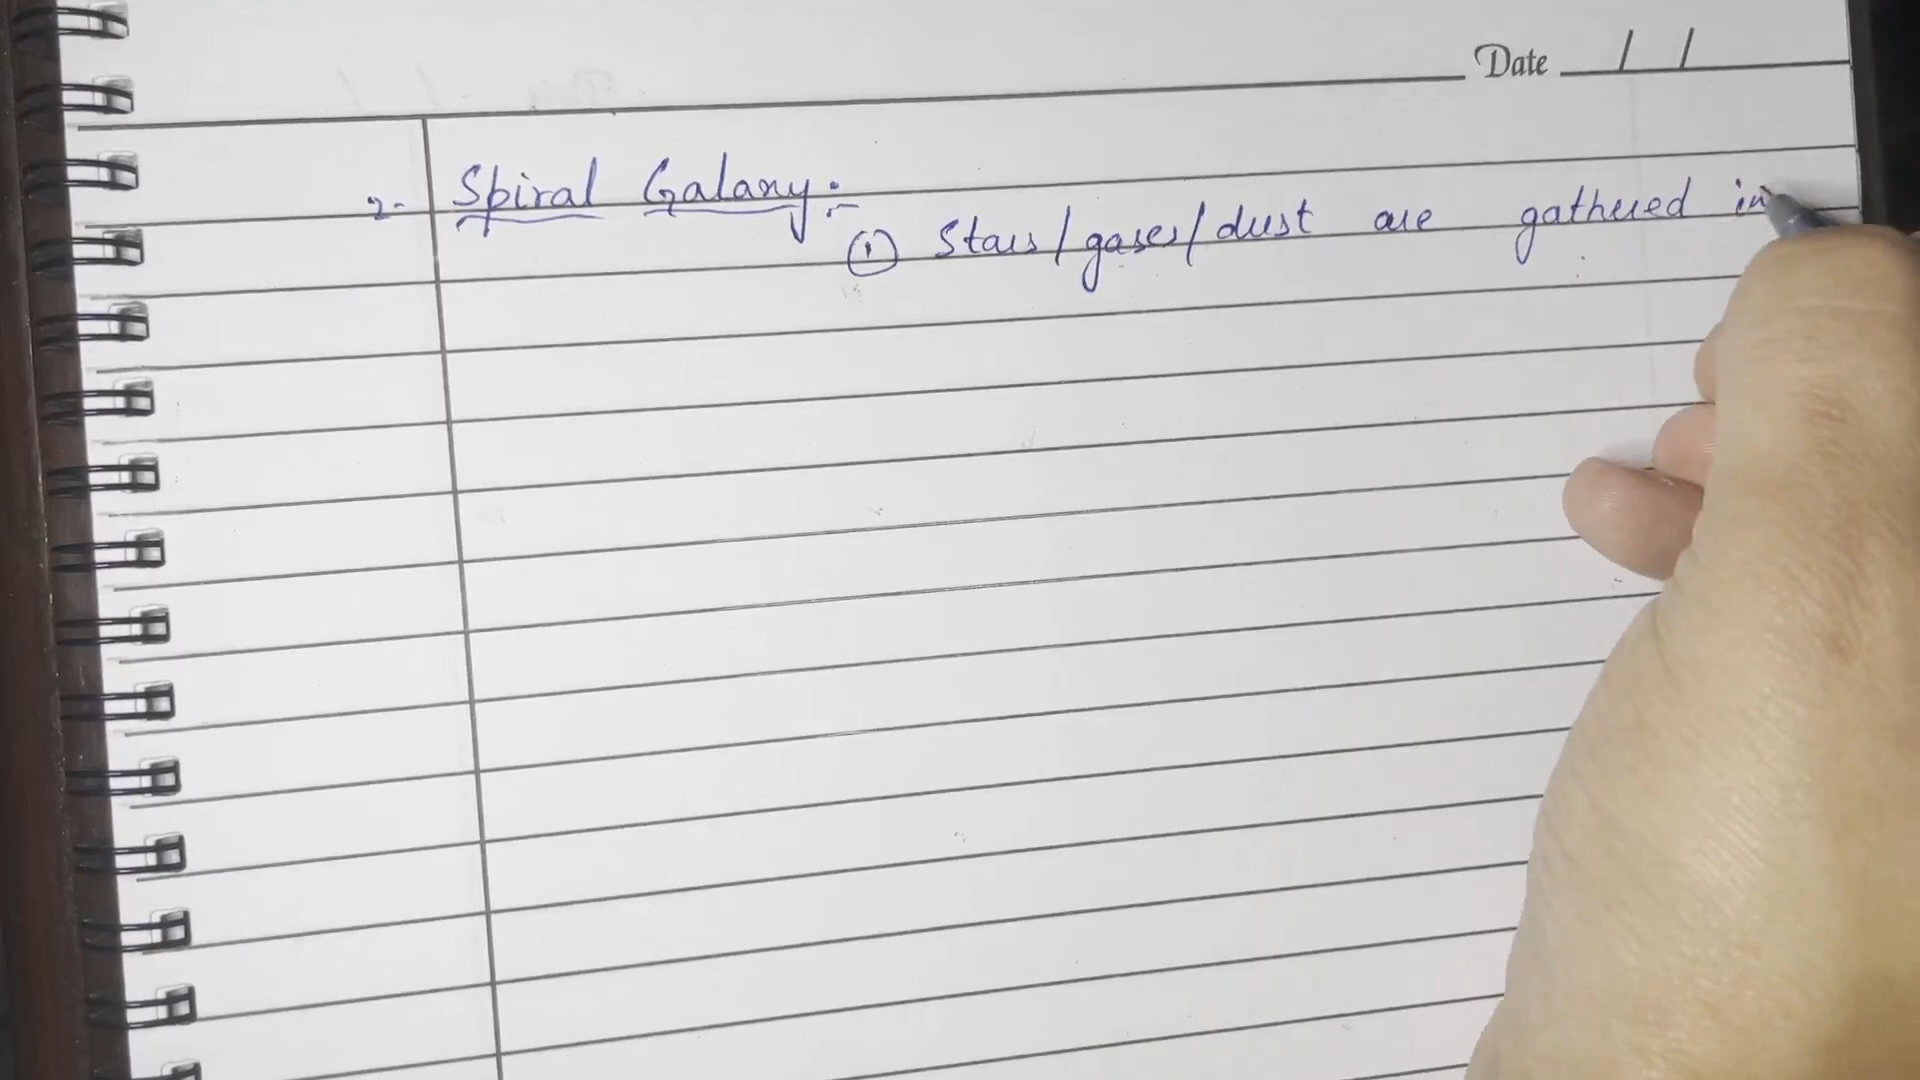 Date / /
2- Spiral Galaxy:-
① Stars/gases/dust are gathered in